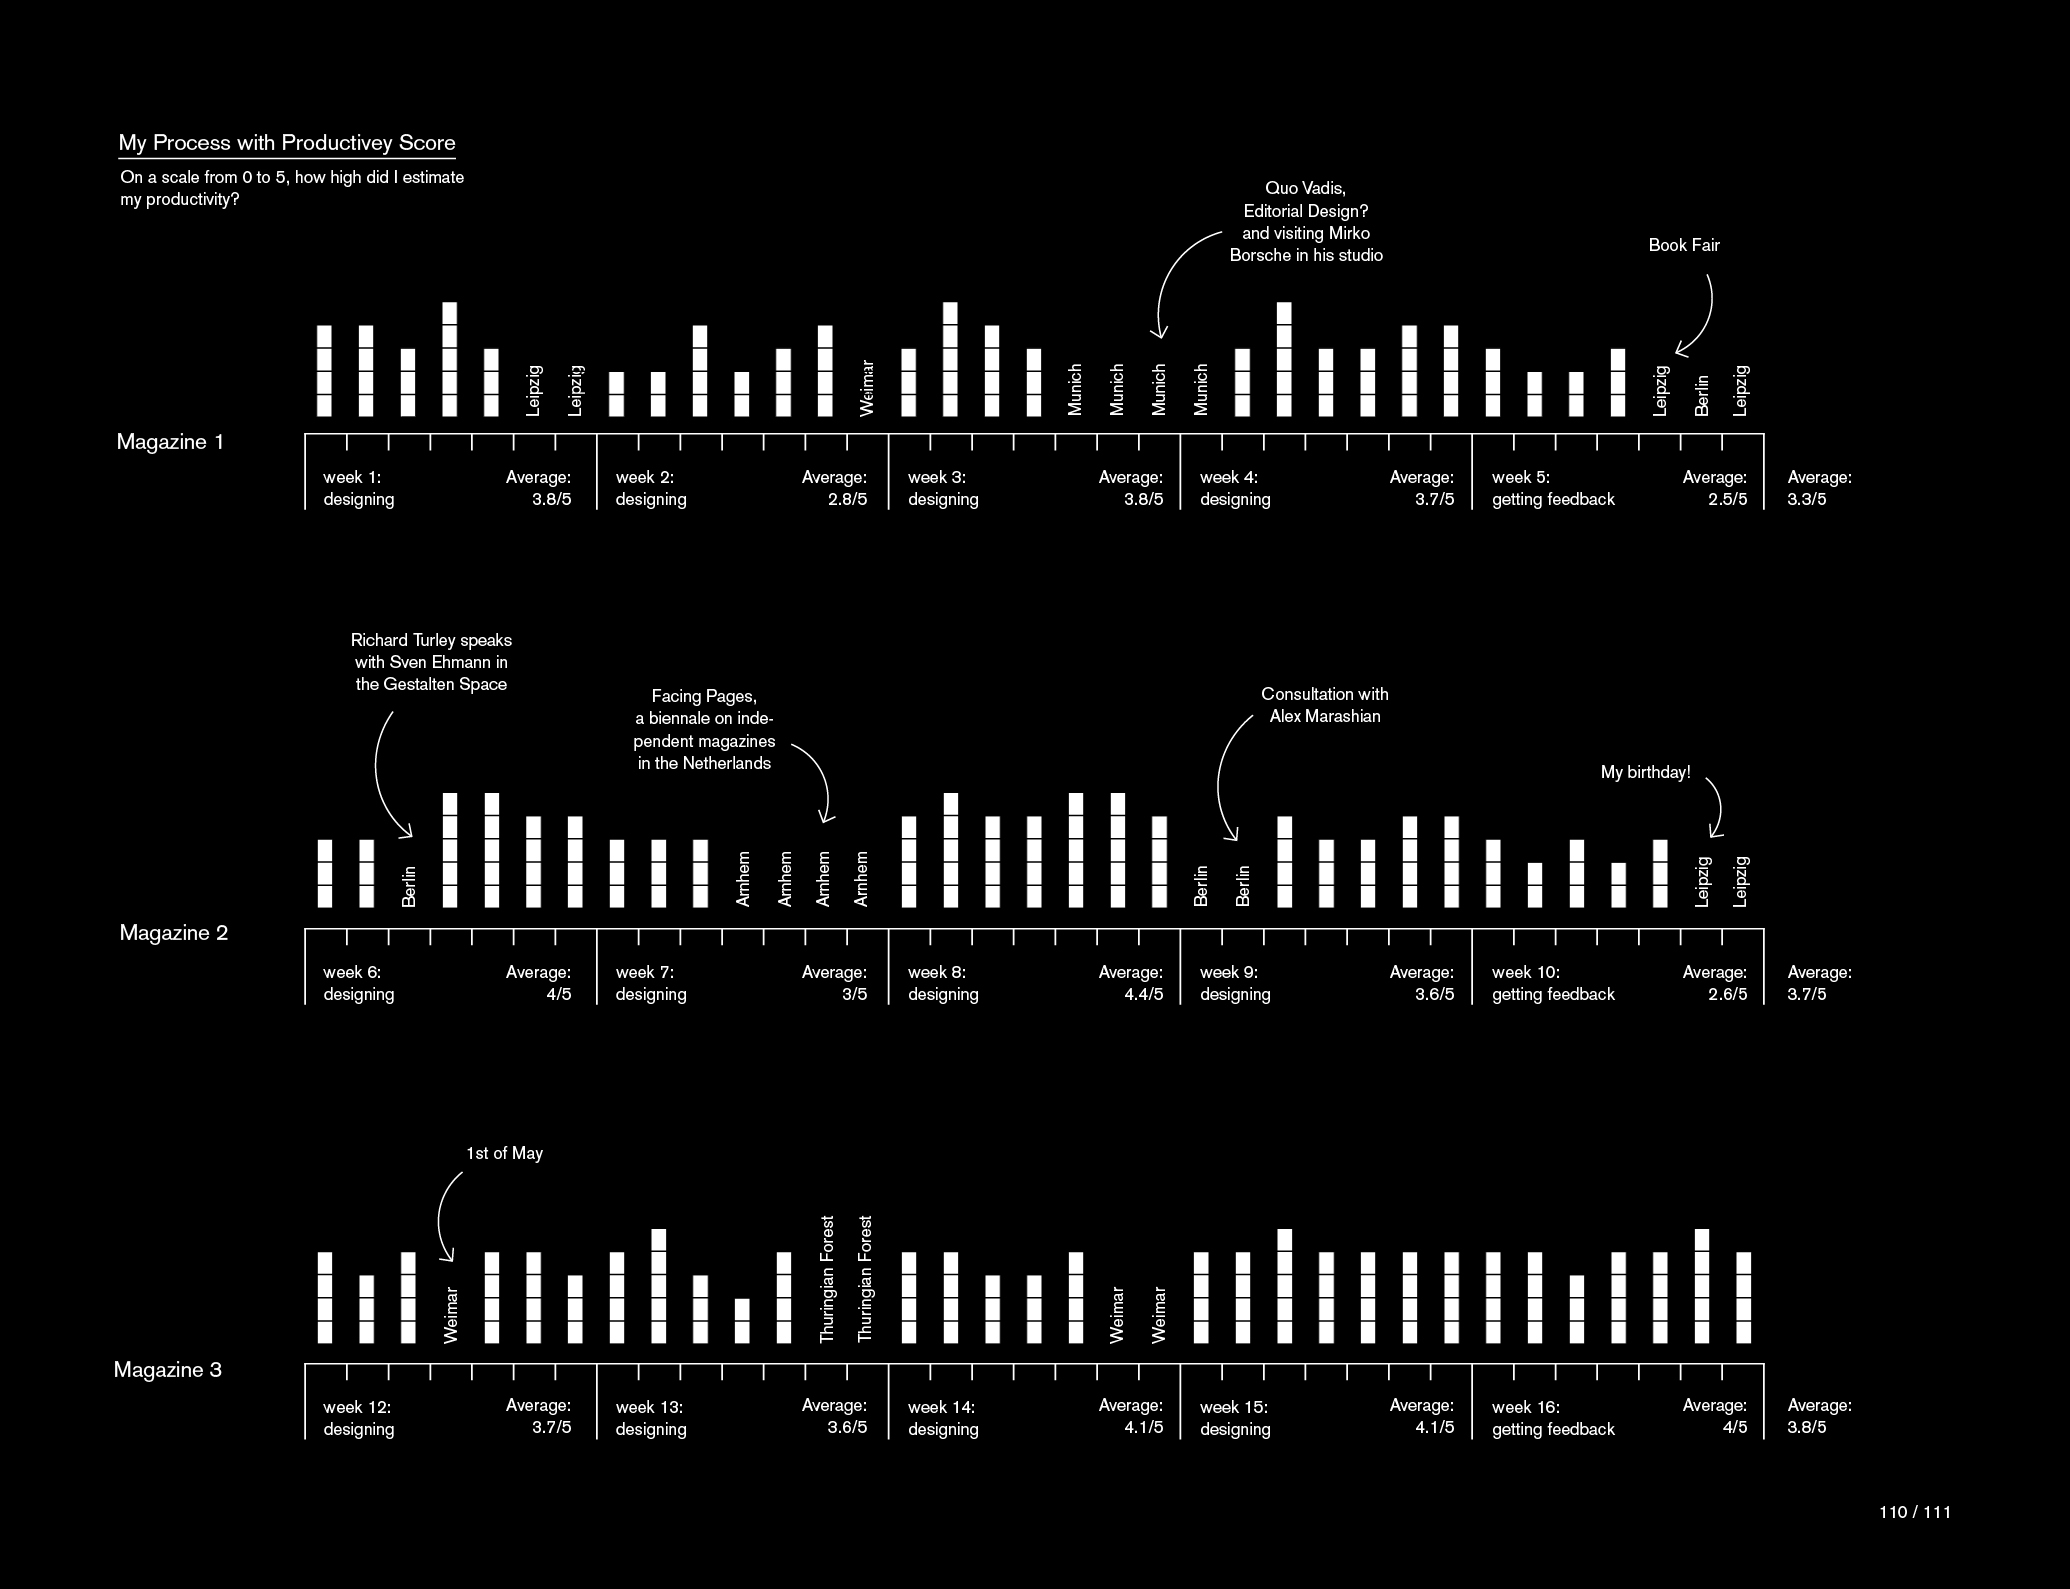 My Process with Productivey Score
On a scale from 0 to 5, how high did I estimate
my productivity?
Quo Vadis,
Editorial Design?
and visiting Mirko
Borsche in his studio
Book Fair
Leipzig
Leipzig
Weimar
Munich
Munich
Munich
Munich
Leipzig
Berlin
Leipzig
Magazine 1
week 1:
designing
Average:
3.8/5
week 2:
designing
Average:
2.8/5
week 3:
designing
Average:
3.8/5
week 4:
designing
Average:
3.7/5
week 5:
getting feedback
Average:
2.5/5
Average:
3.3/5
Richard Turley speaks
with Sven Ehmann in
the Gestalten Space
Facing Pages,
a biennale on inde-
pendent magazines
in the Netherlands
Consultation with
Alex Marashian
My birthday!
Berlin
Arnhem
Arnhem
Arnhem
Arnhem
Berlin
Berlin
Leipzig
Leipzig
Magazine 2
week 6:
designing
Average:
4/5
week 7:
designing
Average:
3/5
week 8:
designing
Average:
4.4/5
week 9:
designing
Average:
3.6/5
week 10:
getting feedback
Average:
2.6/5
Average:
3.7/5
1st of May
Weimar
Thuringian Forest
Thuringian Forest
Weimar
Weimar
Magazine 3
week 12:
designing
Average:
3.7/5
week 13:
designing
Average:
3.6/5
week 14:
designing
Average:
4.1/5
week 15:
designing
Average:
4.1/5
week 16:
getting feedback
Average:
4/5
Average:
3.8/5
110 / 111